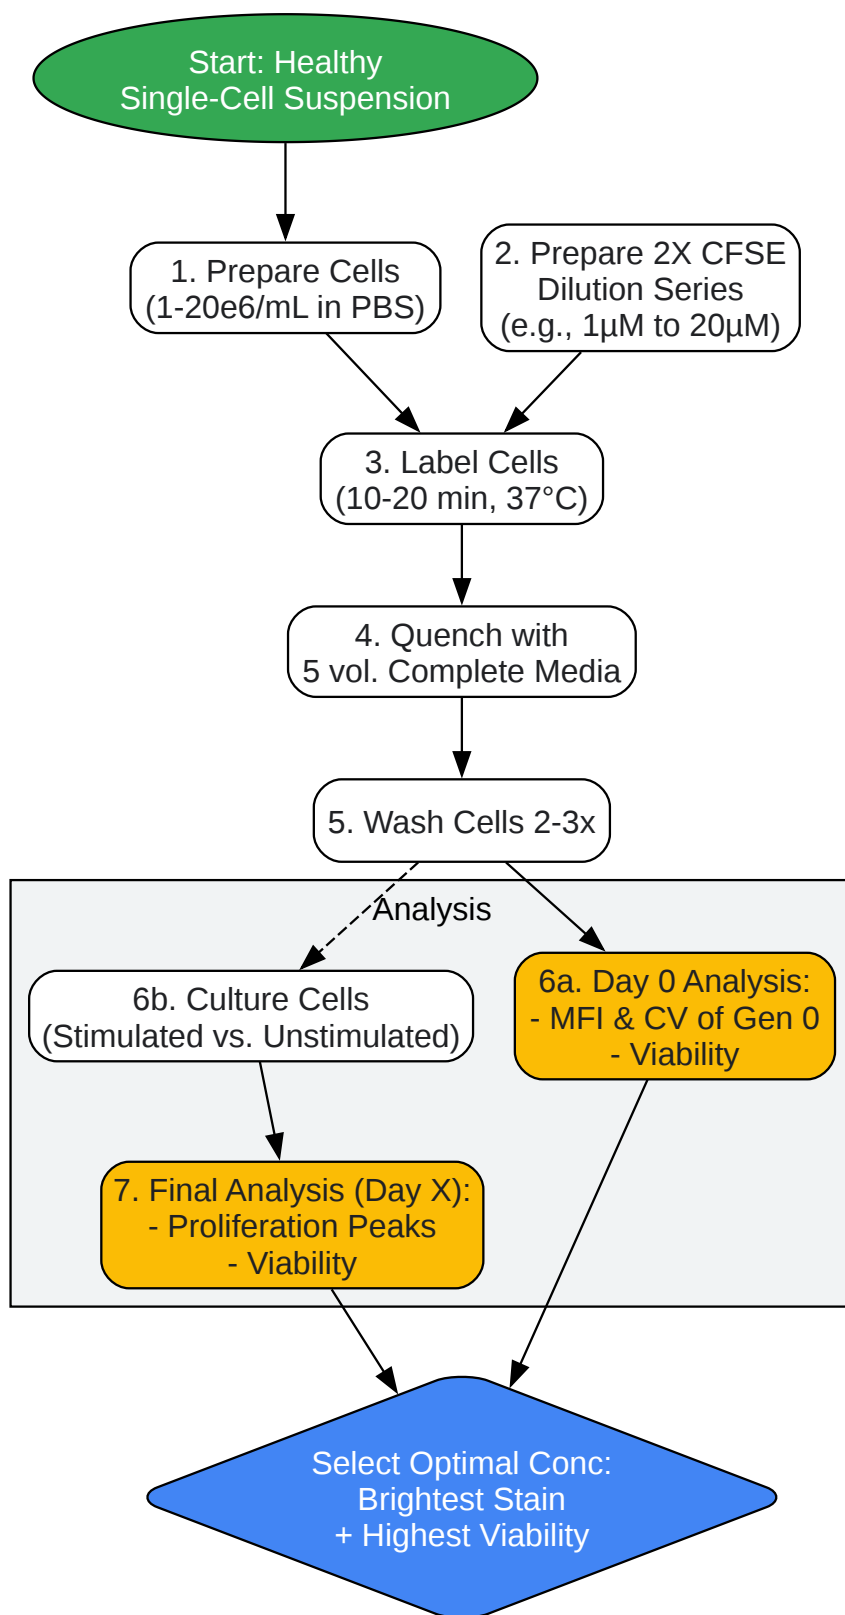 Start: Healthy
Single-Cell Suspension
1. Prepare Cells
(1-20e6/mL in PBS)
2. Prepare 2X CFSE
Dilution Series
(e.g., 1µM to 20µM)
3. Label Cells
(10-20 min, 37°C)
4. Quench with
5 vol. Complete Media
5. Wash Cells 2-3x
Analysis
6b. Culture Cells
(Stimulated vs. Unstimulated)
6a. Day 0 Analysis:
- MFI & CV of Gen 0
- Viability
7. Final Analysis (Day X):
- Proliferation Peaks
- Viability
Select Optimal Conc:
Brightest Stain
+ Highest Viability